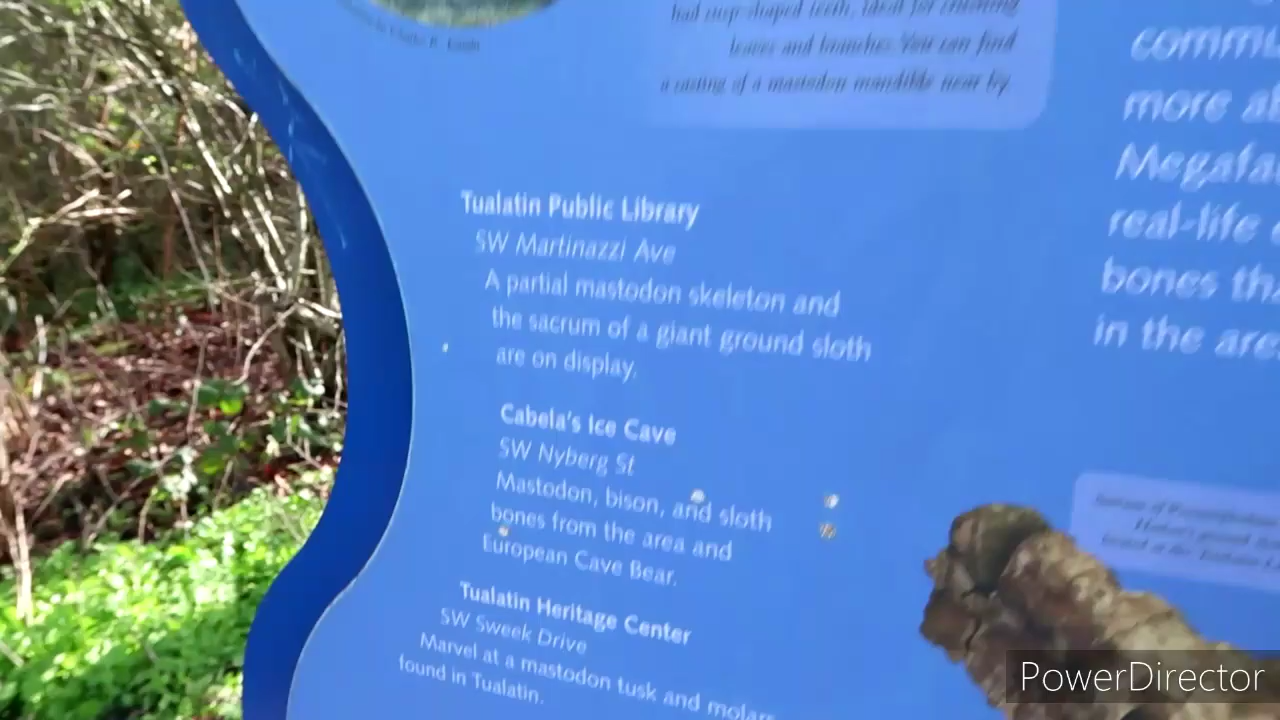 had step-shaped teeth, ideal for crunching
leaves and branches. You can find
a casting of a mastodon mandible near by.
commu
more al
Megafa
real-life
bones tha
in the are
Tualatin Public Library
SW Martinazzi Ave
A partial mastodon skeleton and
the sacrum of a giant ground sloth
are on display.
Cabela's Ice Cave
SW Nyberg St
Mastodon, bison, and sloth
bones from the area and
European Cave Bear.
Tualatin Heritage Center
SW Sweek Drive
Marvel at a mastodon tusk and molars
found in Tualatin.
PowerDirector